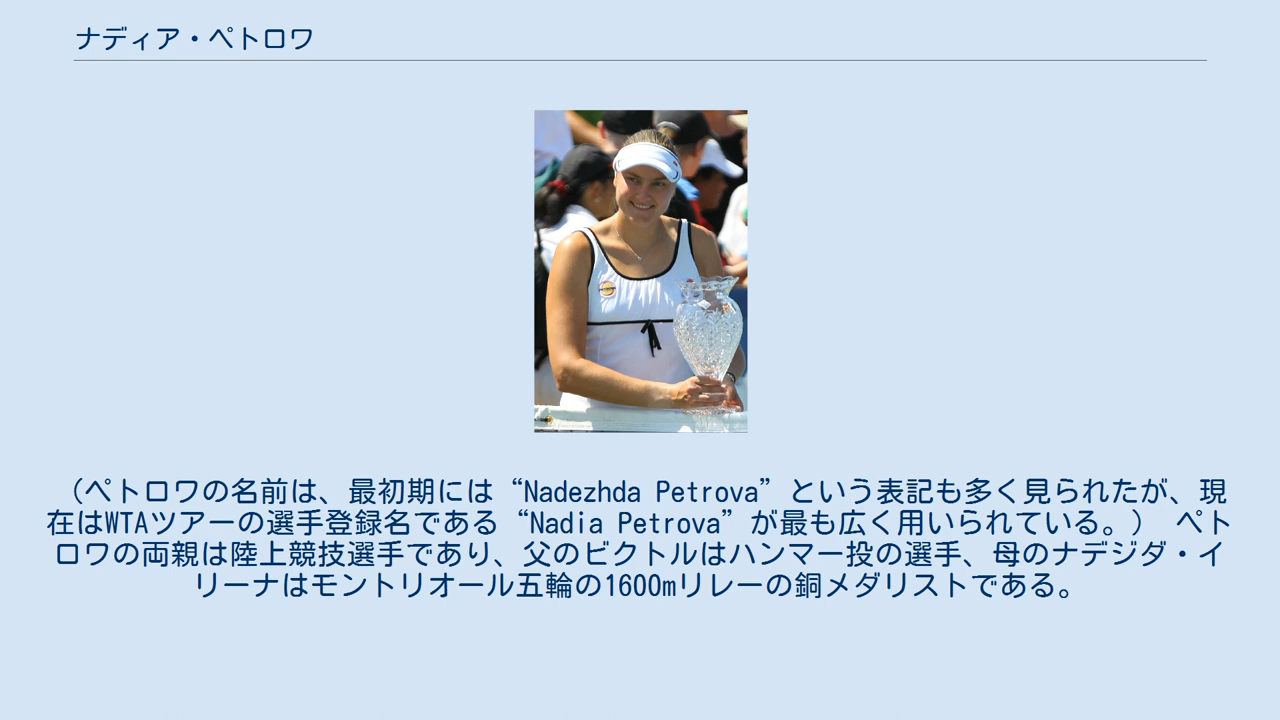 ナディア・ペトロワ
（ペトロワの名前は、最初期には“Nadezhda Petrova”という表記も多く見られたが、現
在はWTAツアーの選手登録名である“Nadia Petrova”が最も広く用いられている。） ペト
ロワの両親は陸上競技選手であり、父のビクトルはハンマー投の選手、母のナデジダ・イ
リーナはモントリオール五輪の1600mリレーの銅メダリストである。